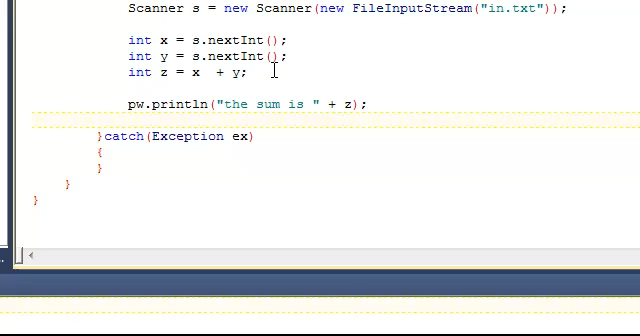 Scanner s = new Scanner(new FileInputStream("in.txt"));
int x = s.nextInt();
int y = s.nextInt();
int z = x  + y;
pw.println("the sum is " + z);
}catch(Exception ex)
{
}
}
}